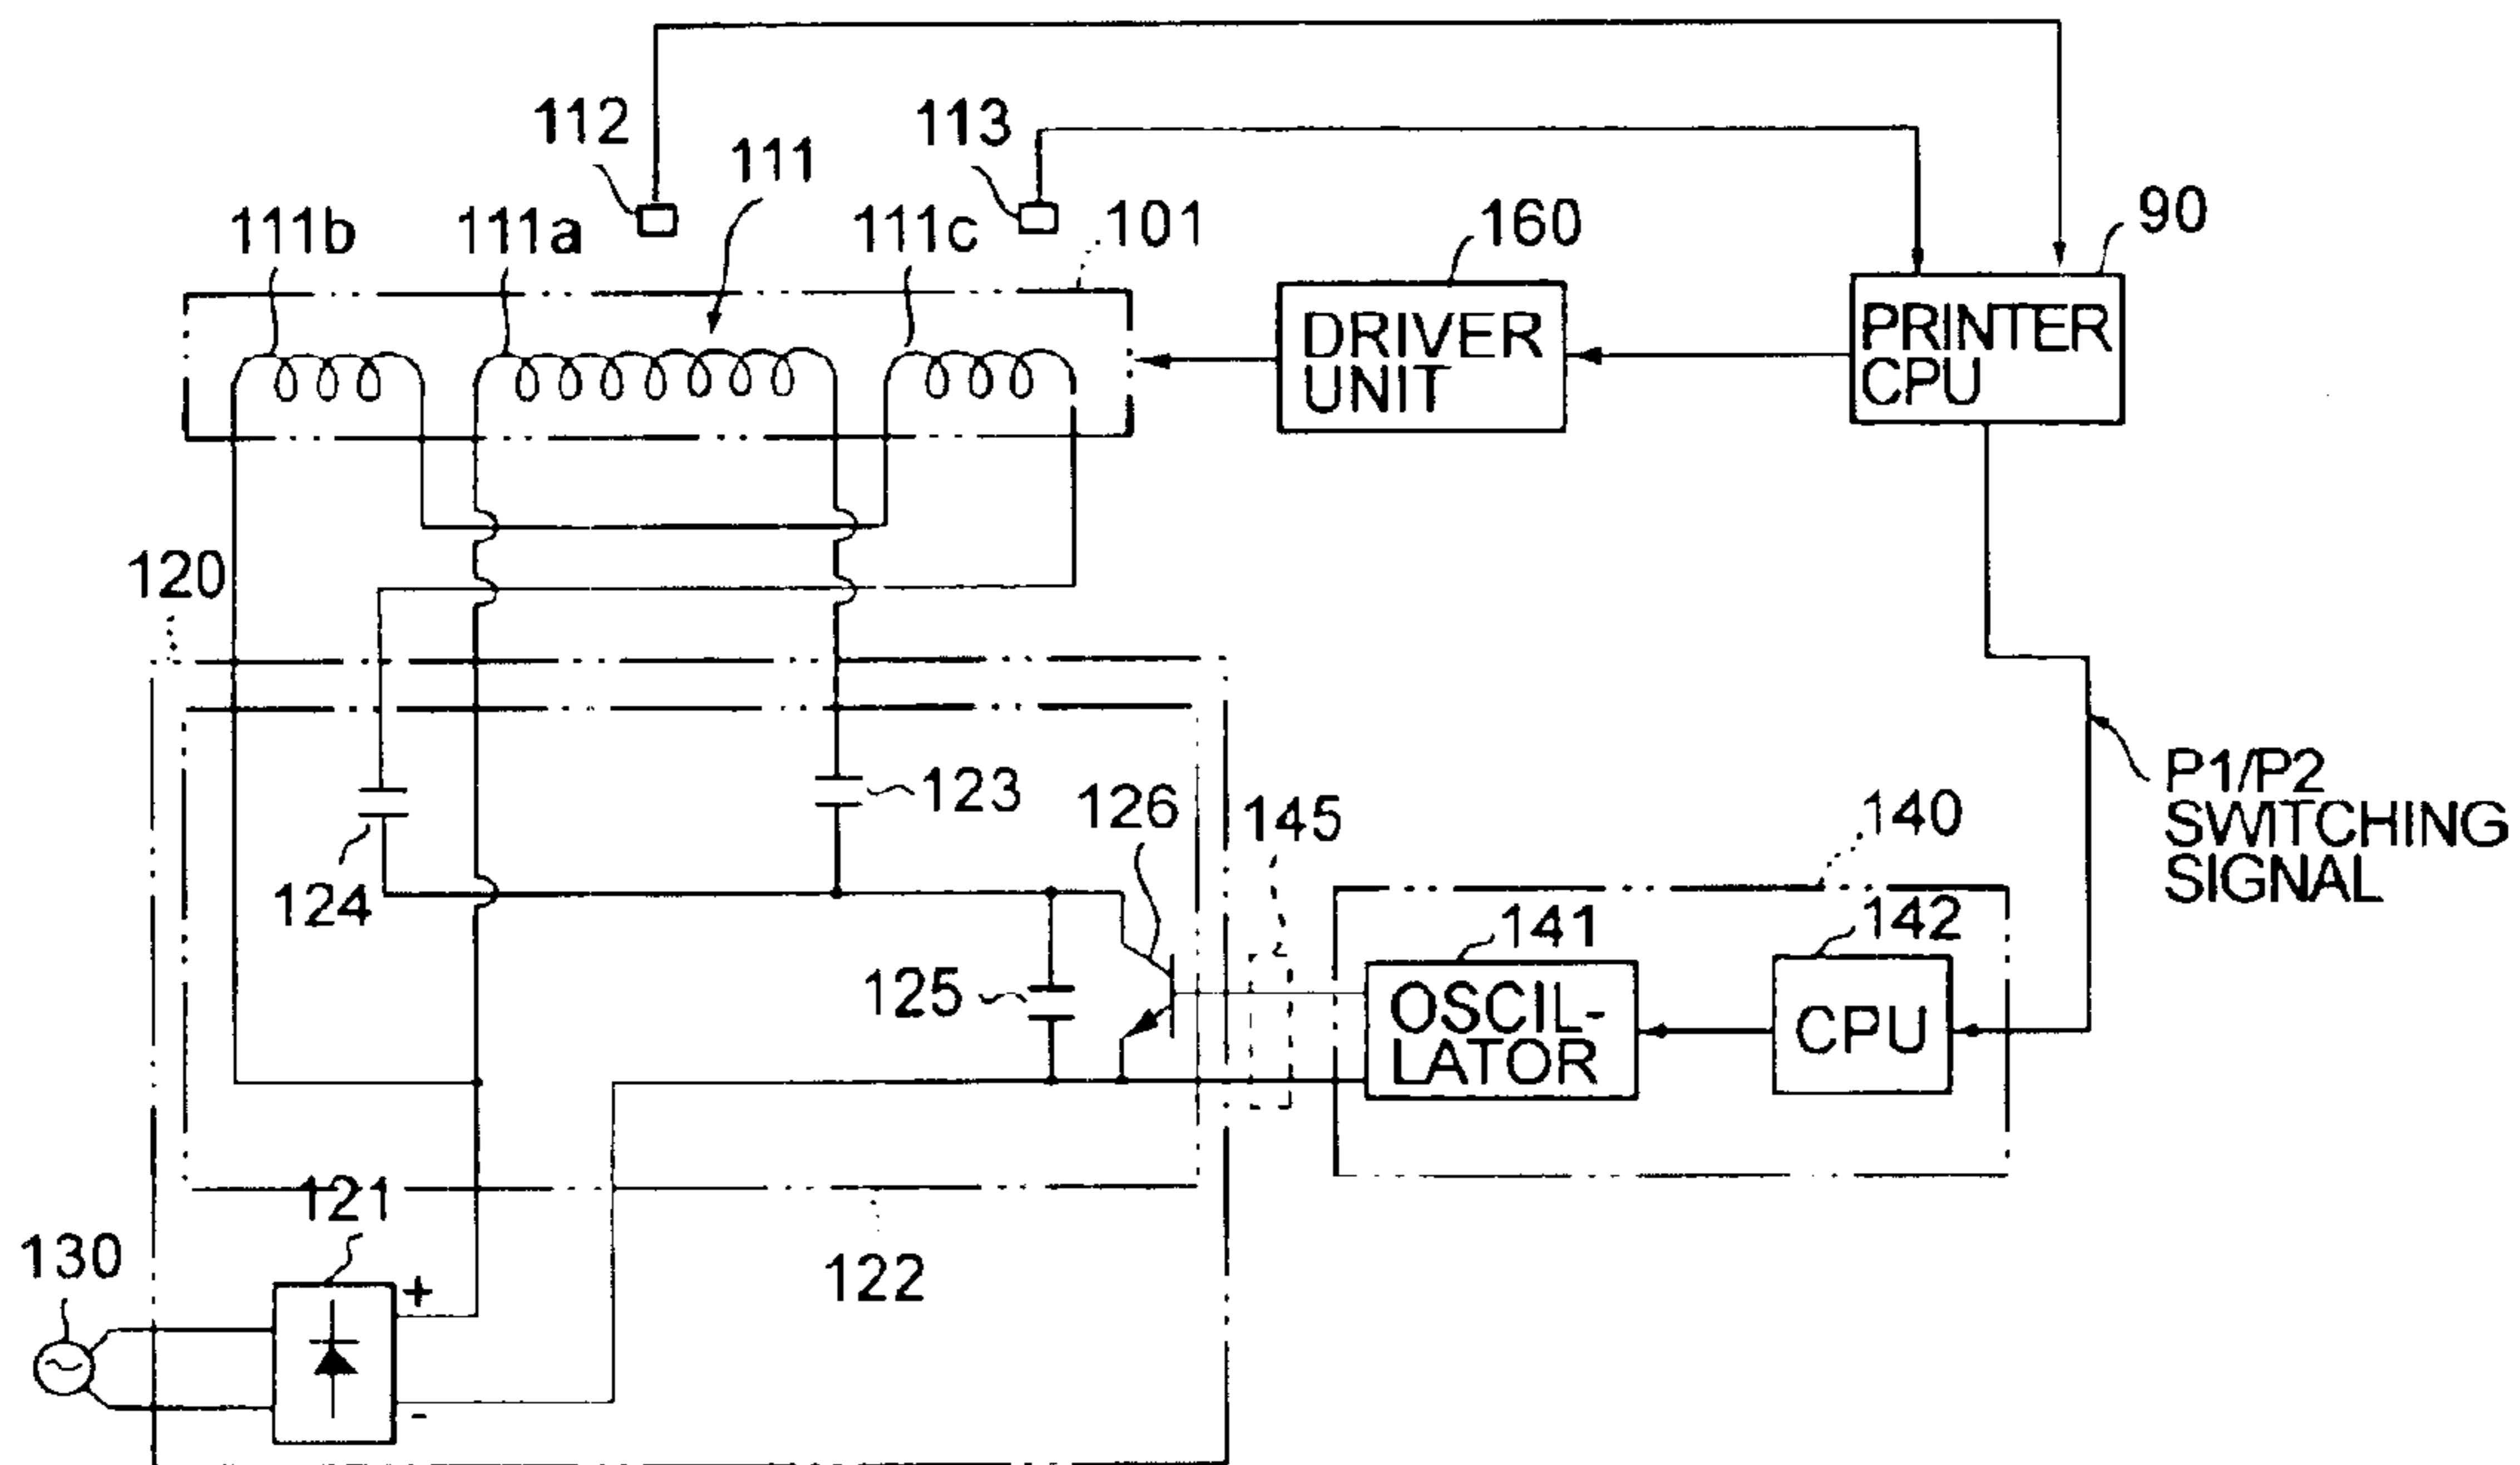 112
113
111
111b
111a
111c
101
160
90
DRIVER
UNIT
PRINTER
CPU
120
P1/P2
SWITCHING
SIGNAL
123
126
145
140
124
141
142
125
OSCIL-
LATOR
CPU
121
130
+
122
-